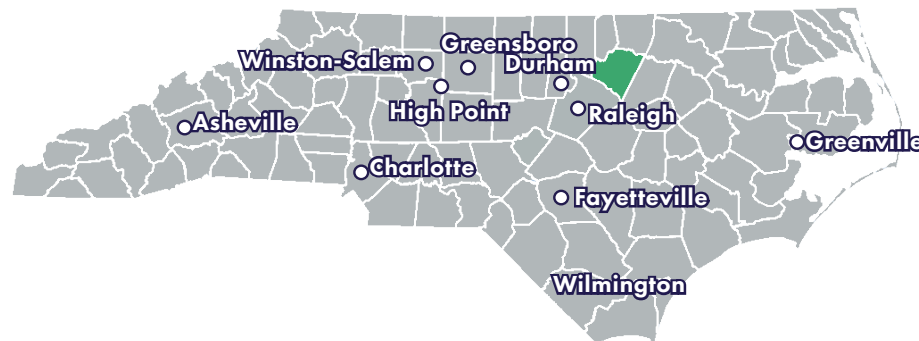 Greensboro
Winston-Salem
Durham
High Point
Raleigh
Asheville
Greenville
Charlotte
Fayetteville
Wilmington